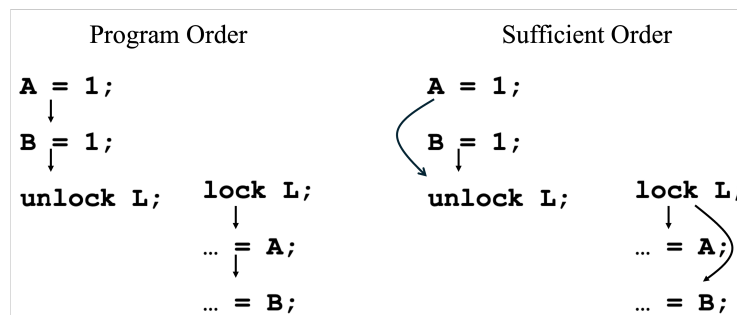 Program Order
A = 1;
B = 1;
unlock L;
lock L;
… = A;
… = B;
Sufficient Order
A = 1;
B = 1;
unlock L;
lock L;
… = A;
… = B;